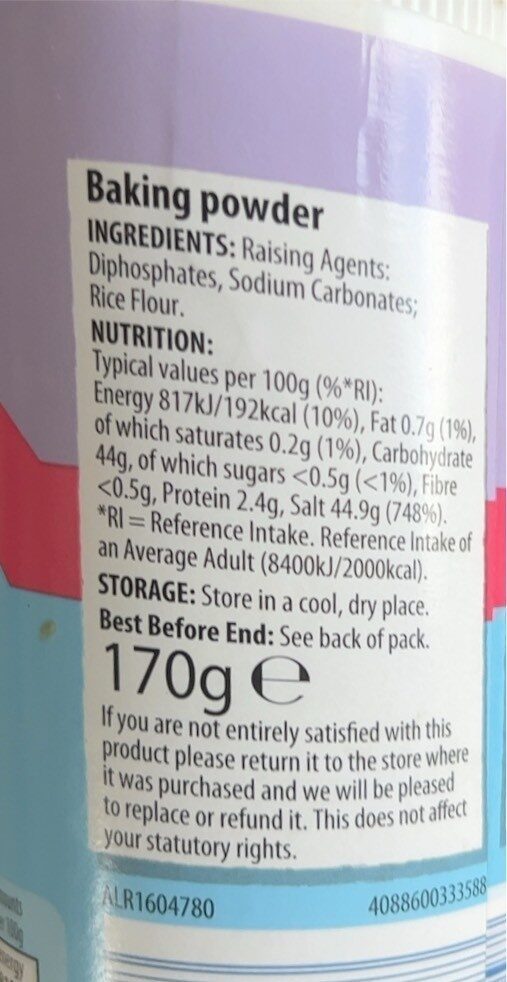 Baking powder
INGREDIENTS: Raising Agents:
Diphosphates, Sodium Carbonates;
Rice Flour.
NUTRITION:
Typical values per 100g (%*RI):
Energy 817kJ/192kcal (10%), Fat 0.7g (1%),
of which saturates 0.2g (1%), Carbohydrate
44g, of which sugars <0.5g (<1%), Fibre
<0.5g, Protein 2.4g, Salt 44.9g (748%).
*RI = Reference Intake. Reference Intake of
an Average Adult (8400kJ/2000kcal).
STORAGE: Store in a cool, dry place.
Best Before End: See back of pack.
170g ℮
If you are not entirely satisfied with this
product please return it to the store where
it was purchased and we will be pleased
to replace or refund it. This does not affect
your statutory rights.
ALR1604780 4088600333588